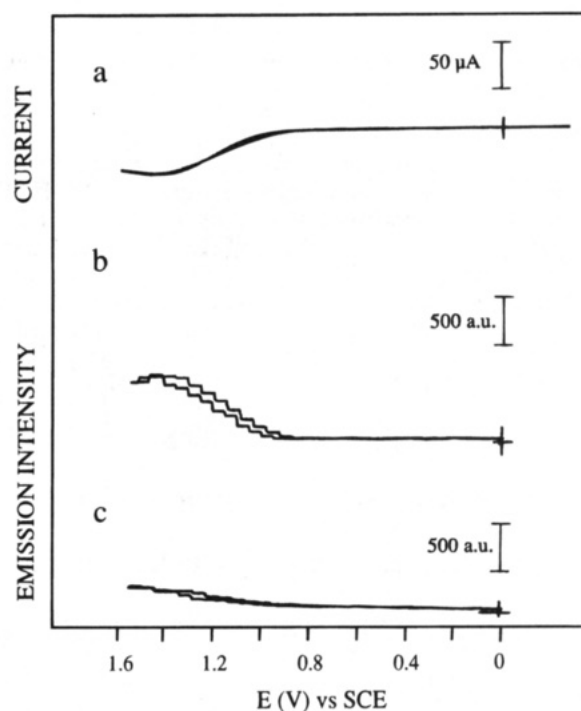 a
50 µA
CURRENT
b
500 a.u.
EMISSION INTENSITY
c
500 a.u.
1.6 1.2 0.8 0.4 0
E (V) vs SCE